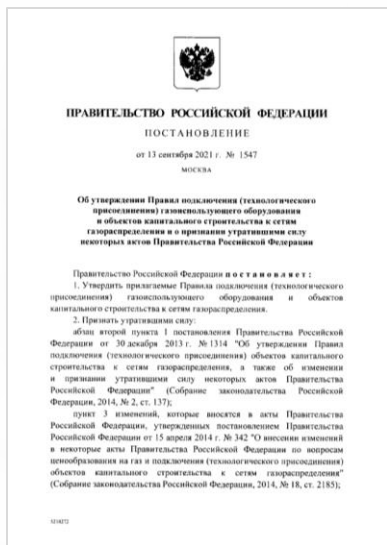 ПРАВИТЕЛЬСТВО РОССИЙСКОЙ ФЕДЕРАЦИИ
ПОСТАНОВЛЕНИЕ
от 13 сентября 2021 г. № 1547
МОСКВА
Об утверждении Правил подключения (технологического
присоединения) газоиспользующего оборудования
и объектов капитального строительства к сетям
газораспределения и о признании утратившими силу
некоторых актов Правительства Российской Федерации
Правительство Российской Федерации постановляет:
1. Утвердить прилагаемые Правила подключения (технологического
присоединения) газоиспользующего оборудования и объектов
капитального строительства к сетям газораспределения.
2. Признать утратившими силу:
абзац второй пункта 1 постановления Правительства Российской
Федерации от 30 декабря 2013 г. № 1314 "Об утверждении Правил
подключения (технологического присоединения) объектов капитального
строительства к сетям газораспределения, а также об изменении
и признании утратившими силу некоторых актов Правительства
Российской Федерации" (Собрание законодательства Российской
Федерации, 2014, № 2, ст. 137);
пункт 3 изменений, которые вносятся в акты Правительства
Российской Федерации, утвержденных постановлением Правительства
Российской Федерации от 15 апреля 2014 г. № 342 "О внесении изменений
в некоторые акты Правительства Российской Федерации по вопросам
ценообразования на газ и подключения (технологического присоединения)
объектов капитального строительства к сетям газораспределения"
(Собрание законодательства Российской Федерации, 2014, № 18, ст. 2185);